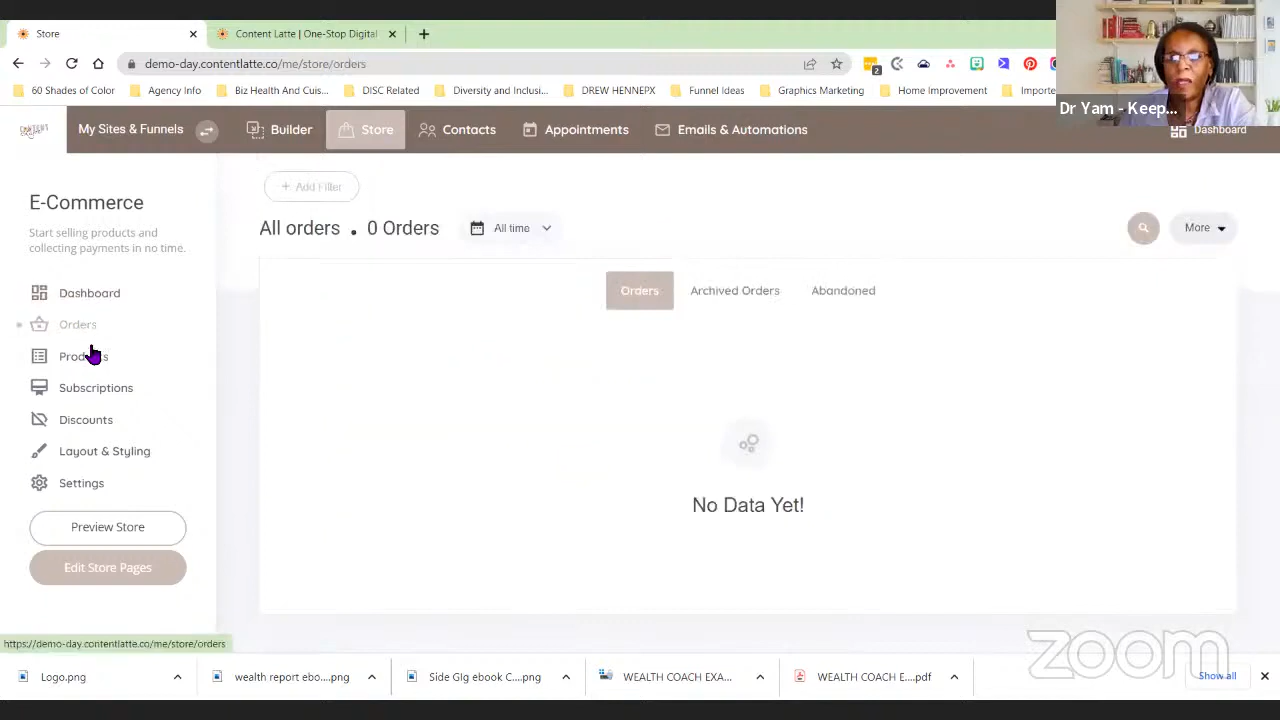 Store
Content Latte | One-Stop Digital
demo-day.contentlatte.co/me/store/orders
2
60 Shades of Color
Agency Info
Biz Health And Cuis...
DISC Related
Diversity and Inclusi...
DREW HENNEPX
Funnel Ideas
Graphics Marketing
Home Improvement
Importe
Dr Yam - Keep...
CONTENT
My Sites & Funnels
Builder
Store
Contacts
Appointments
Emails & Automations
Dashboard
E-Commerce
Start selling products and
collecting payments in no time.
Dashboard
Orders
Products
Subscriptions
Discounts
Layout & Styling
Settings
Preview Store
Edit Store Pages
+ Add Filter
All orders • 0 Orders
All time
More
Orders
Archived Orders
Abandoned
No Data Yet!
https://demo-day.contentlatte.co/me/store/orders
zoom
Logo.png
wealth report ebo....png
Side Gig ebook C....png
WEALTH COACH EXA...
WEALTH COACH E....pdf
Show all